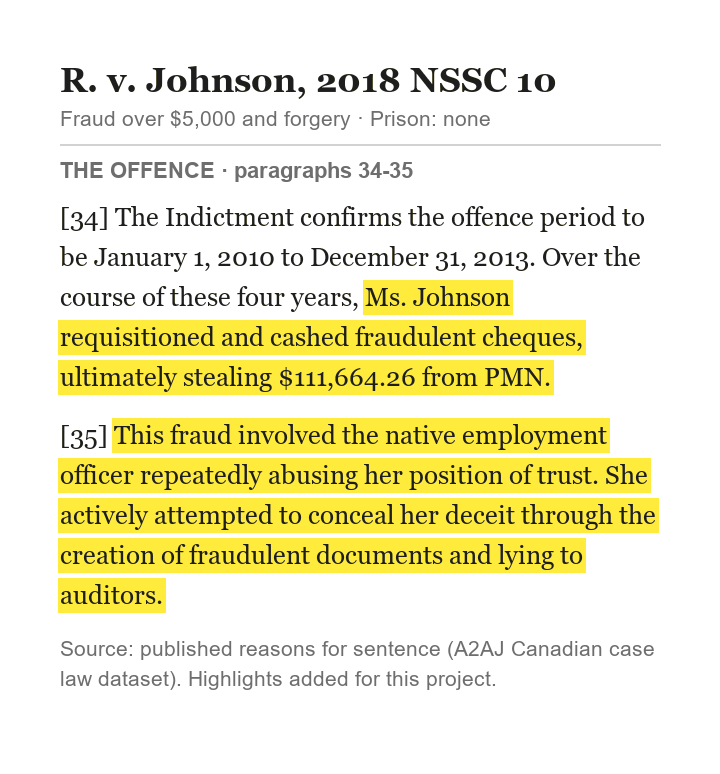 R. v. Johnson, 2018 NSSC 10
Fraud over $5,000 and forgery · Prison: none
THE OFFENCE · paragraphs 34-35
[34] The Indictment confirms the offence period to
be January 1, 2010 to December 31, 2013. Over the
course of these four years, Ms. Johnson
requisitioned and cashed fraudulent cheques,
ultimately stealing $111,664.26 from PMN.
[35] This fraud involved the native employment
officer repeatedly abusing her position of trust. She
actively attempted to conceal her deceit through the
creation of fraudulent documents and lying to
auditors.
Source: published reasons for sentence (A2AJ Canadian case
law dataset). Highlights added for this project.